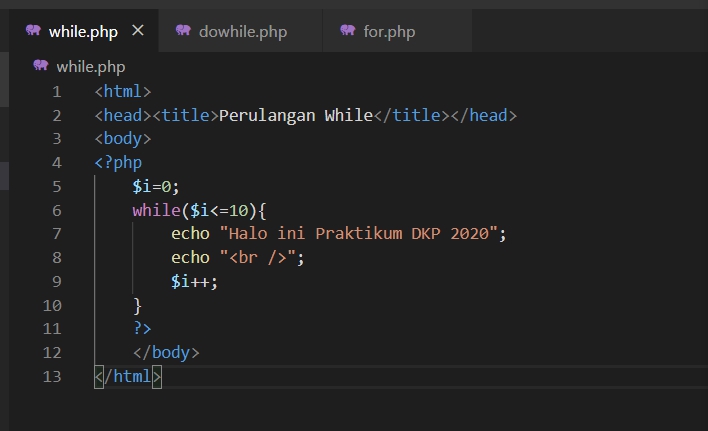 while.php × dowhile.php for.php
while.php
1 <html>
2 <head><title>Perulangan While</title></head>
3 <body>
4 <?php
5 $i=0;
6 while($i<=10){
7 echo "Halo ini Praktikum DKP 2020";
8 echo "<br />";
9 $i++;
10 }
11 ?>
12 </body>
13 </html>